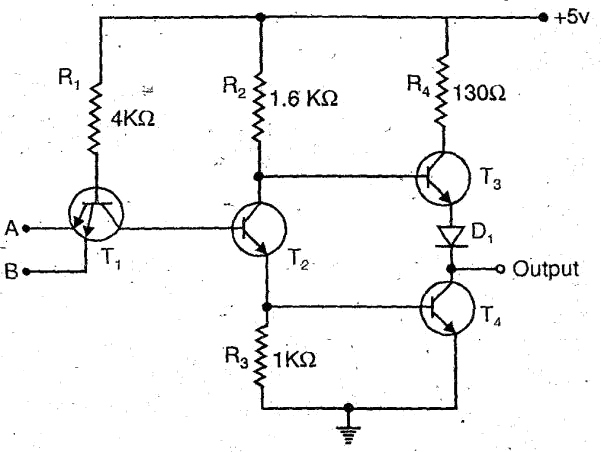 +5v
R1
4KΩ
R2
1.6 KΩ
R4
130Ω
T3
A
B
T1
T2
D1
Output
T4
R3
1KΩ